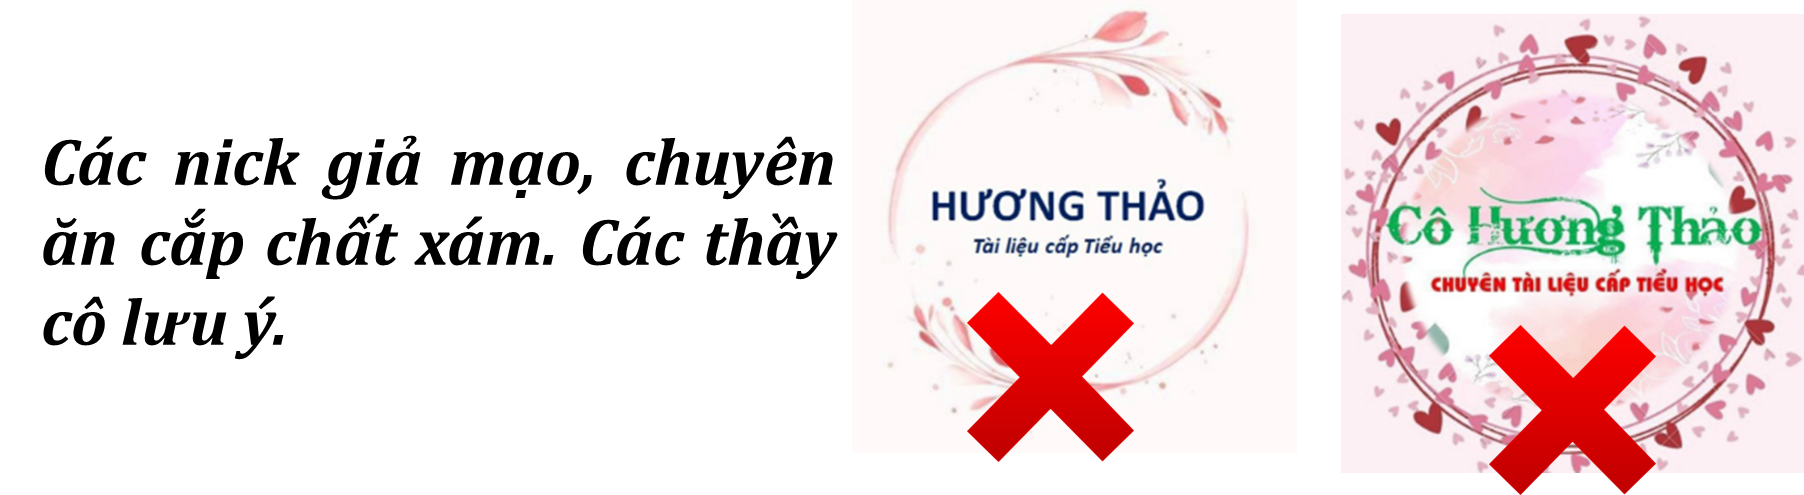 Các nick giả mạo, chuyên
ăn cắp chất xám. Các thầy
cô lưu ý.
HƯƠNG THẢO
Tài liệu cấp Tiểu học
Cô Hương Thảo
CHUYÊN TÀI LIỆU CẤP TIỂU HỌC